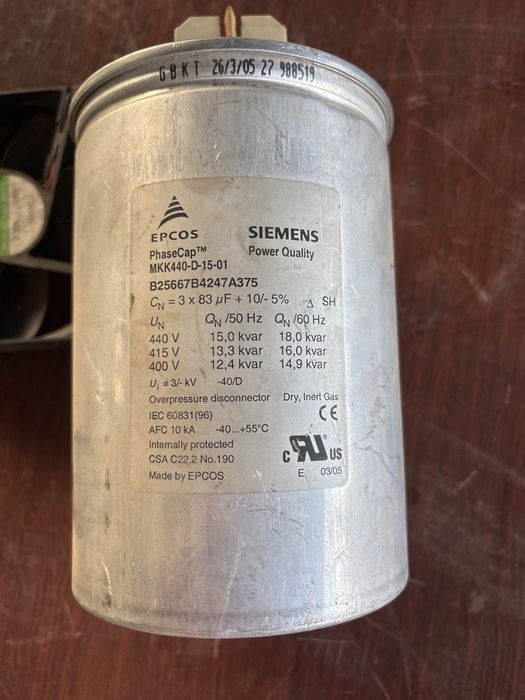 GBKT 26/3/05 27 988519
EPCOS SIEMENS
PhaseCap™ Power Quality
MKK440-D-15-01
B25667B4247A375
CN = 3 x 83 µF + 10/- 5% Δ SH
UN QN /50 Hz QN /60 Hz
440 V 15,0 kvar 18,0 kvar
415 V 13,3 kvar 16,0 kvar
400 V 12,4 kvar 14,9 kvar
Ui = 3/- kV -40/D
Overpressure disconnector Dry, Inert Gas
IEC 60831(96) CE
AFC 10 kA -40...+55°C
Internally protected
CSA C22.2 No.190 c RU US
Made by EPCOS E 03/05